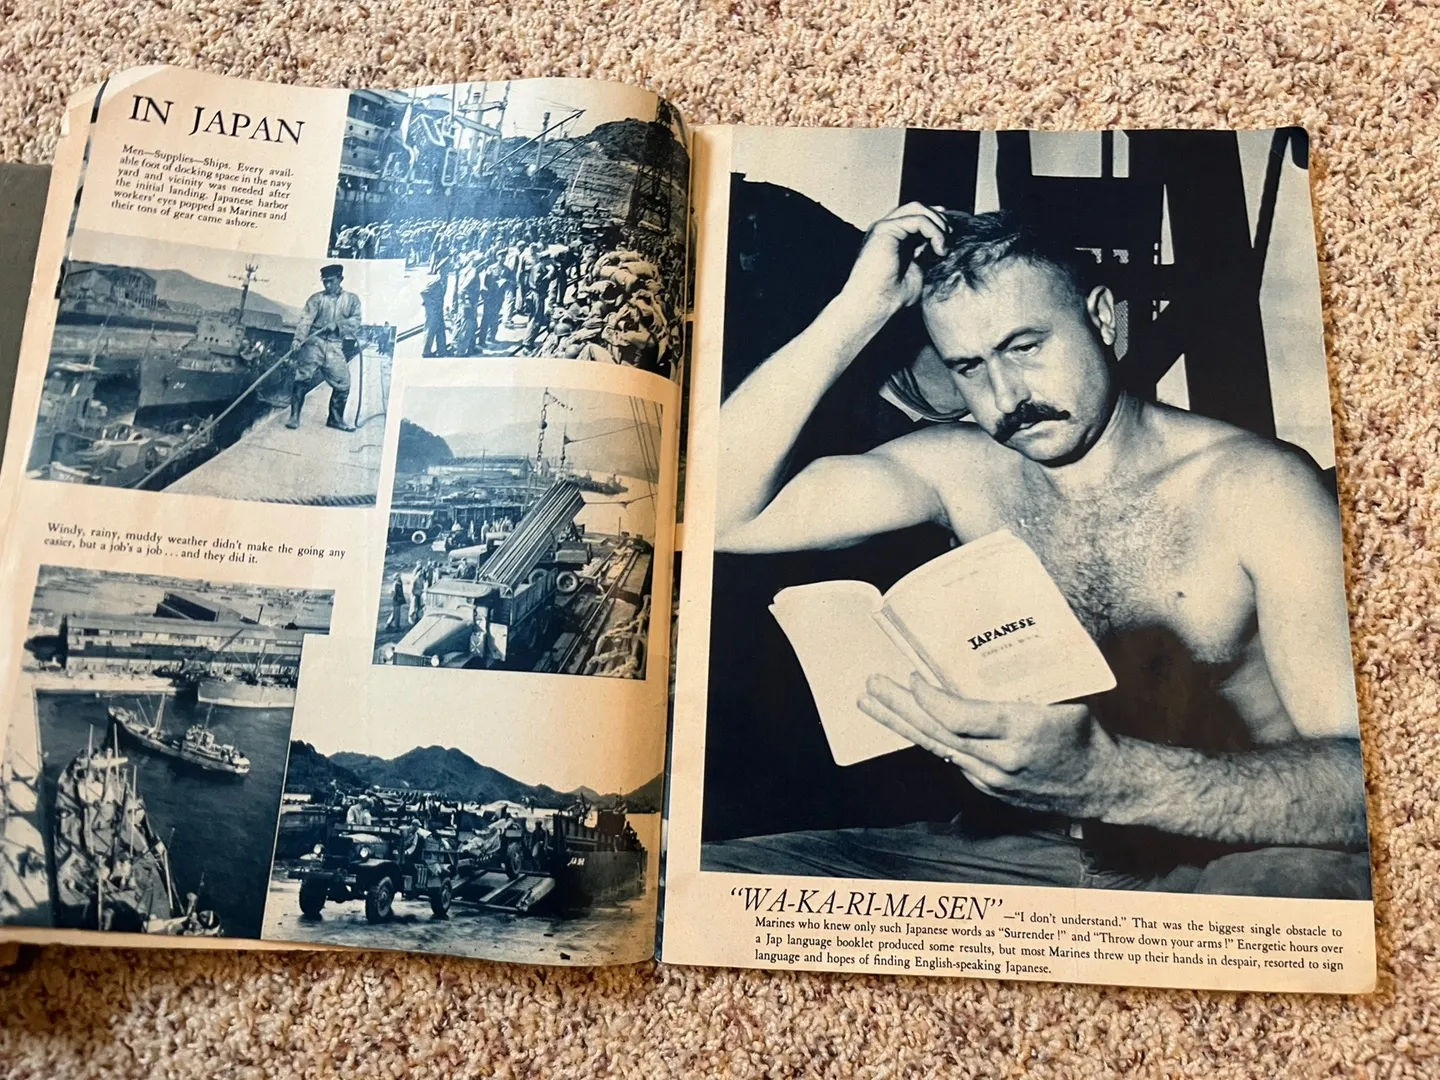 IN JAPAN
Men—Supplies—Ships. Every avail-
able foot of docking space in the navy
yard and vicinity was needed after
the initial landing. Japanese harbor
workers' eyes popped as Marines and
their tons of gear came ashore.
Windy, rainy, muddy weather didn't make the going any
easier, but a job's a job . . . and they did it.
JAPANESE
"WA-KA-RI-MA-SEN"—"I don't understand." That was the biggest single obstacle to
Marines who knew only such Japanese words as "Surrender!" and "Throw down your arms!" Energetic hours over
a Jap language booklet produced some results, but most Marines threw up their hands in despair, resorted to sign
language and hopes of finding English-speaking Japanese.